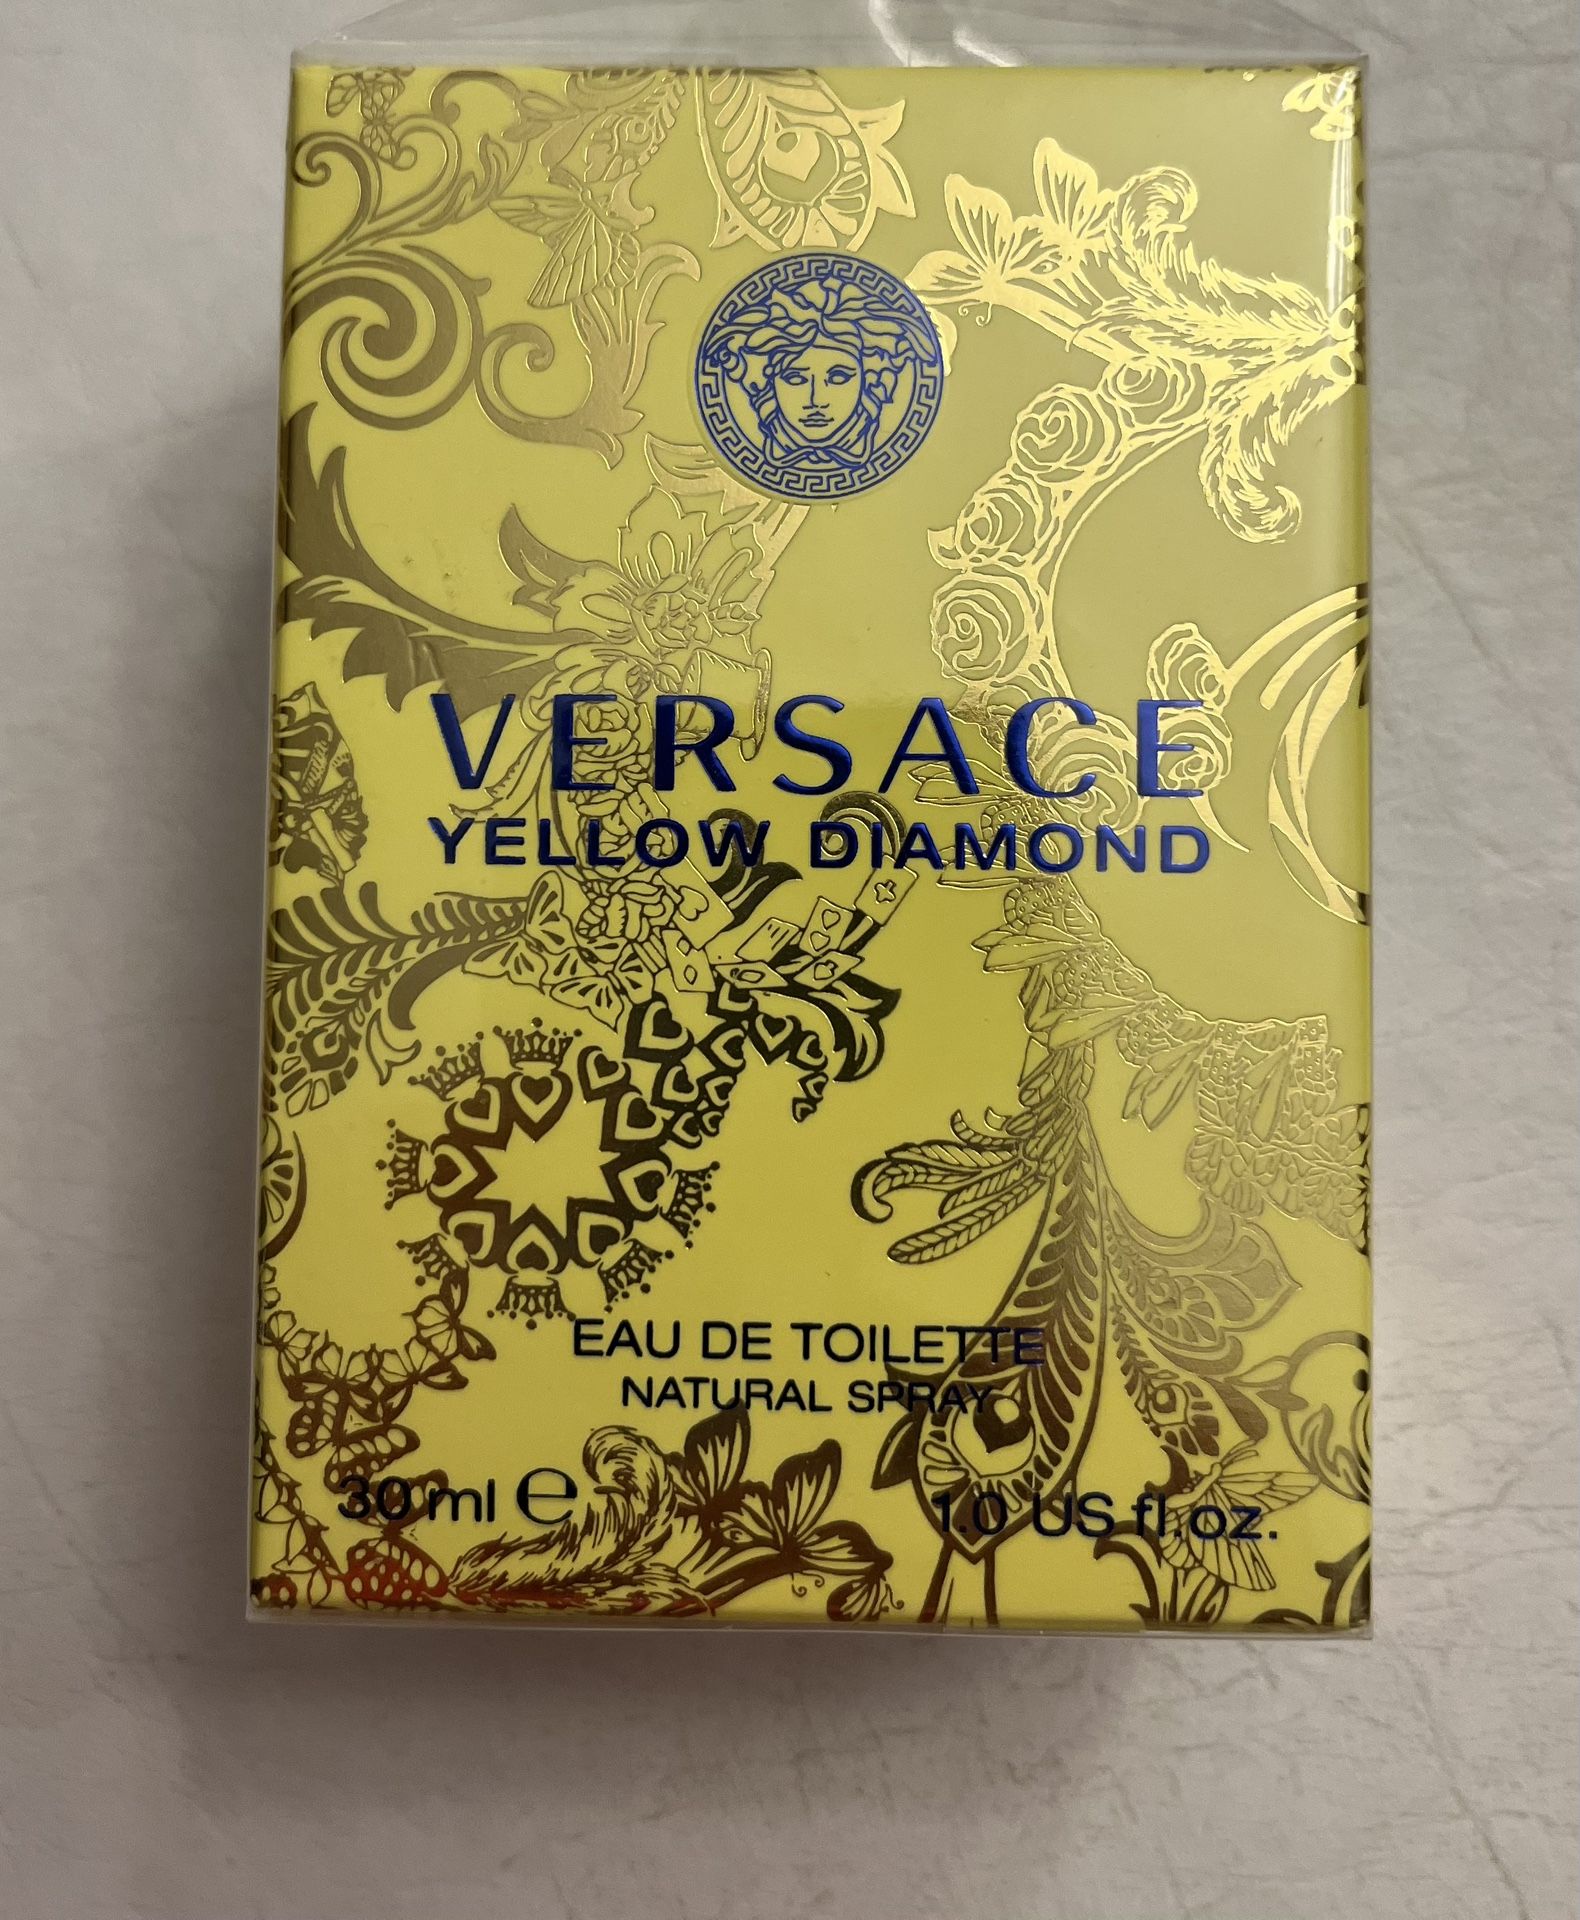 VERSACE
YELLOW DIAMOND
EAU DE TOILETTE
NATURAL SPRAY
30 ml ℮ 1.0 US fl.oz.